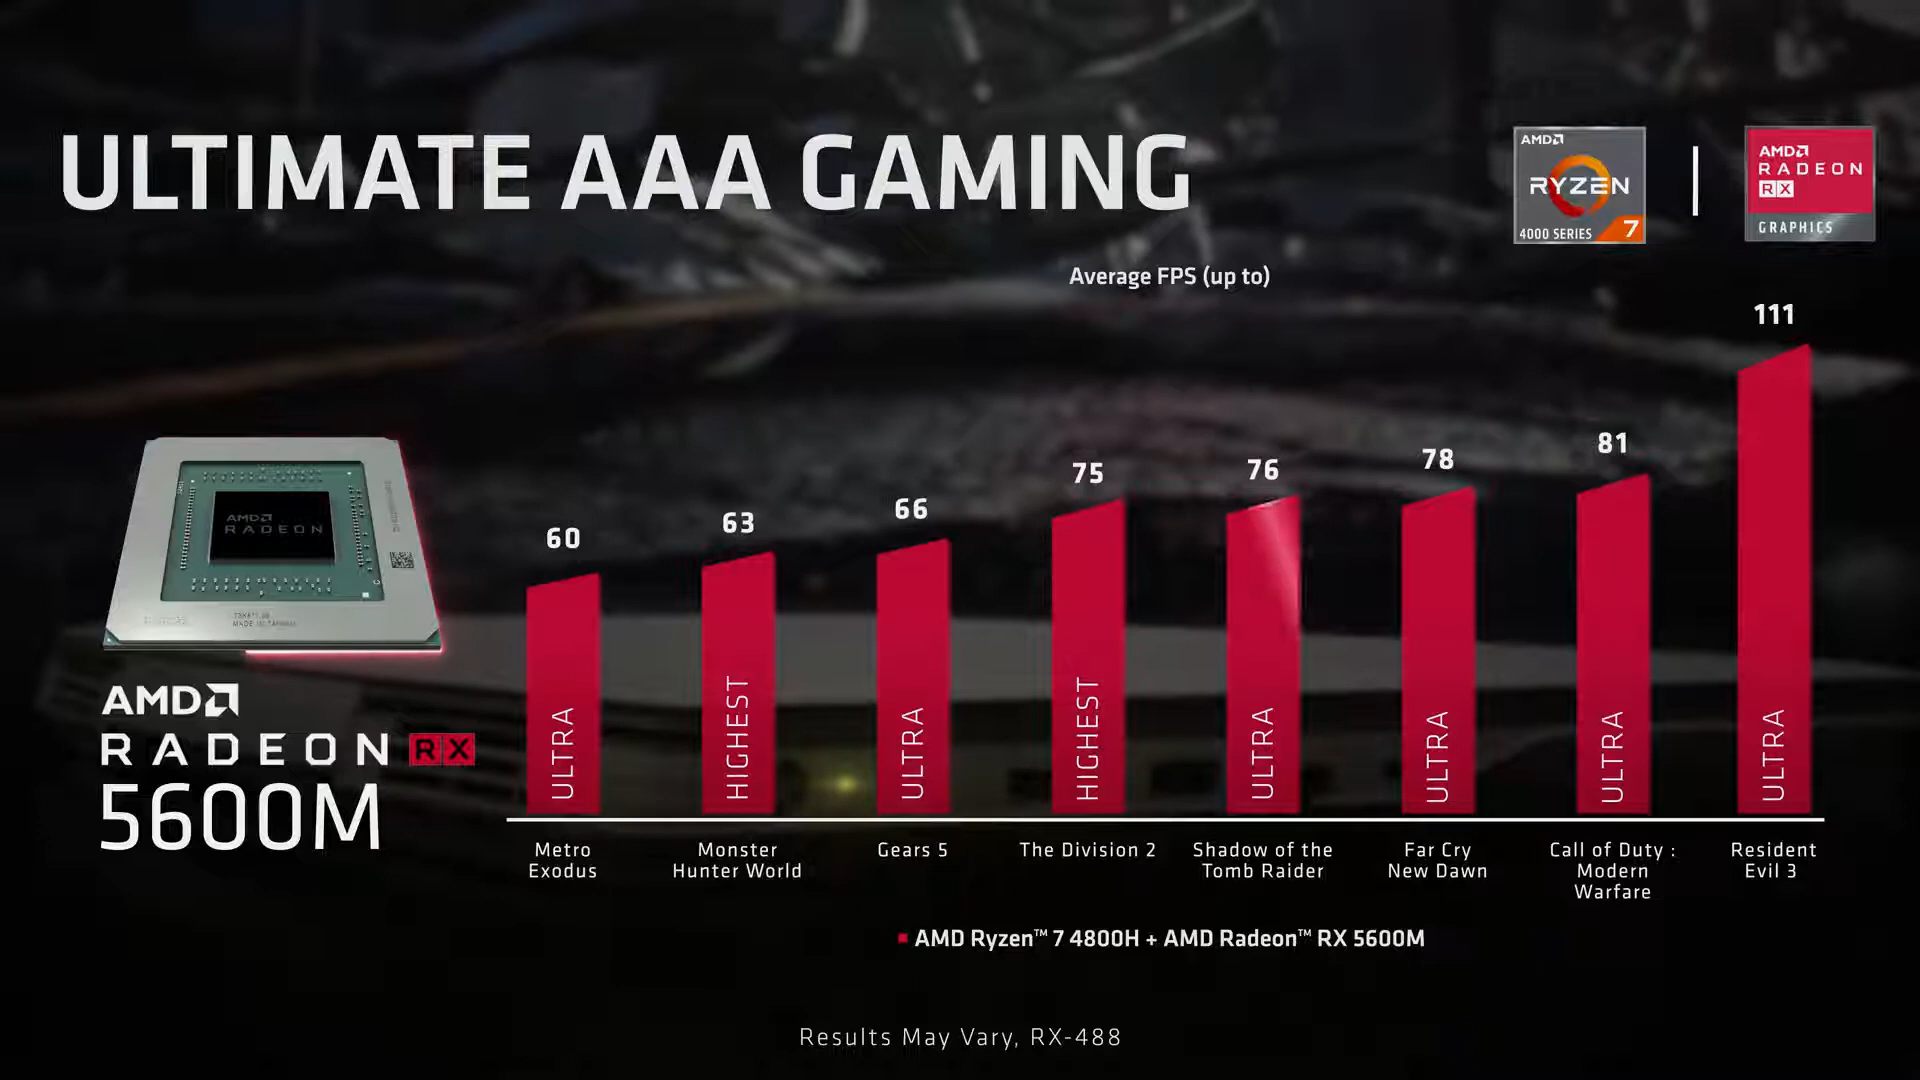 ULTIMATE AAA GAMING
AMD
RYZEN
4000 SERIES 7
AMD
RADEON
RX
GRAPHICS
Average FPS (up to)
60
63
66
75
76
78
81
111
AMD
RADEON
MADE IN TAIWAN
AMD
RADEON RX
5600M
ULTRA
HIGHEST
ULTRA
HIGHEST
ULTRA
ULTRA
ULTRA
ULTRA
Metro
Exodus
Monster
Hunter World
Gears 5
The Division 2
Shadow of the
Tomb Raider
Far Cry
New Dawn
Call of Duty :
Modern
Warfare
Resident
Evil 3
AMD Ryzen™ 7 4800H + AMD Radeon™ RX 5600M
Results May Vary, RX-488